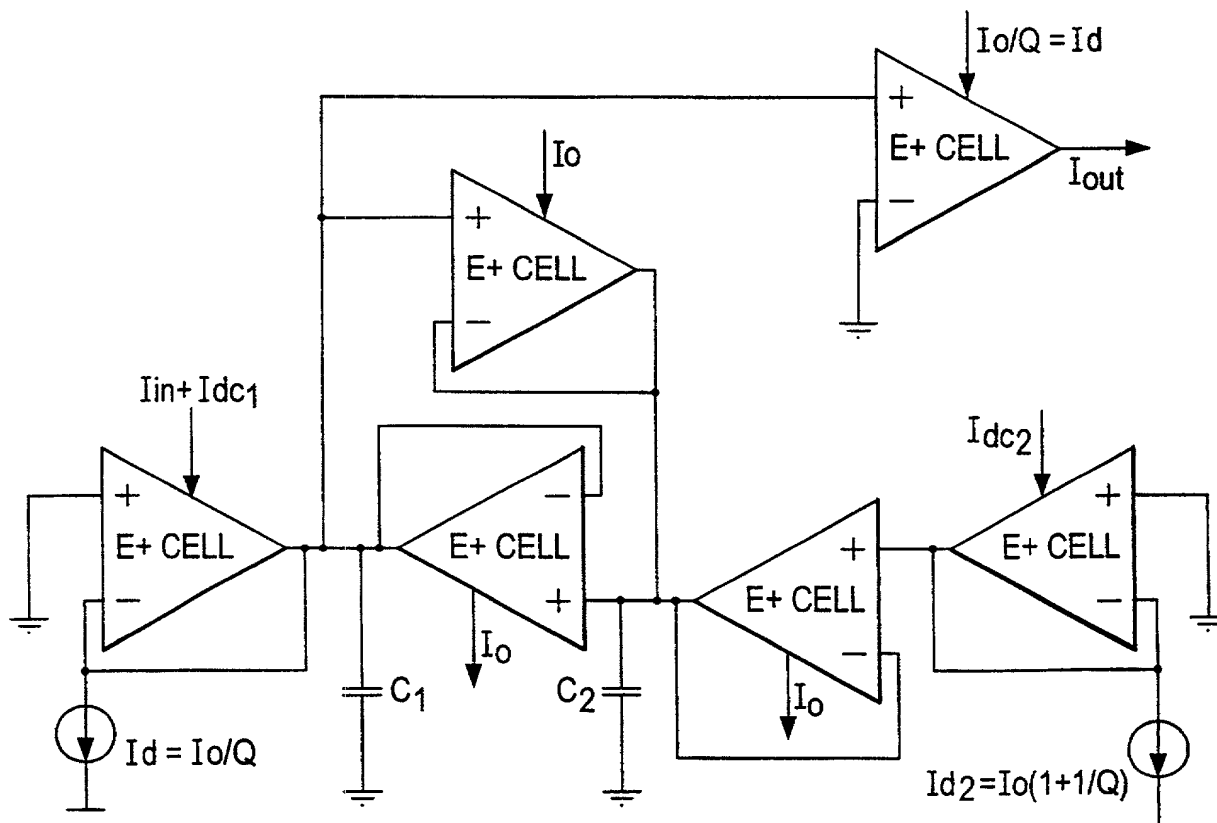 Io/Q = Id
+
E+ CELL
Iout
−
Io
+
E+ CELL
−
Iin + Idc1
+
E+ CELL
−
−
E+ CELL
+
Io
+
E+ CELL
−
Io
Idc2
+
E+ CELL
−
C1
C2
Id = Io/Q
Id2 = Io(1+1/Q)